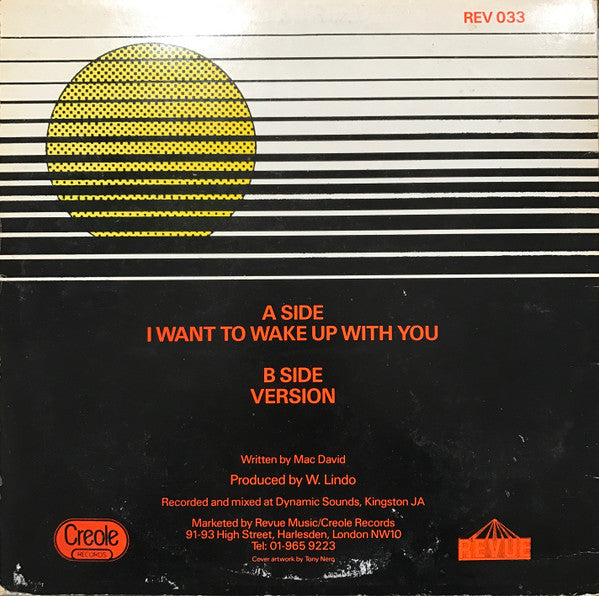 REV 033
A SIDE
I WANT TO WAKE UP WITH YOU
B SIDE
VERSION
Written by Mac David
Produced by W. Lindo
Recorded and mixed at Dynamic Sounds, Kingston JA
Marketed by Revue Music/Creole Records
91-93 High Street, Harlesden, London NW10
Tel: 01-965 9223
Cover artwork by Tony Nero
Creole
RECORDS
REVUE